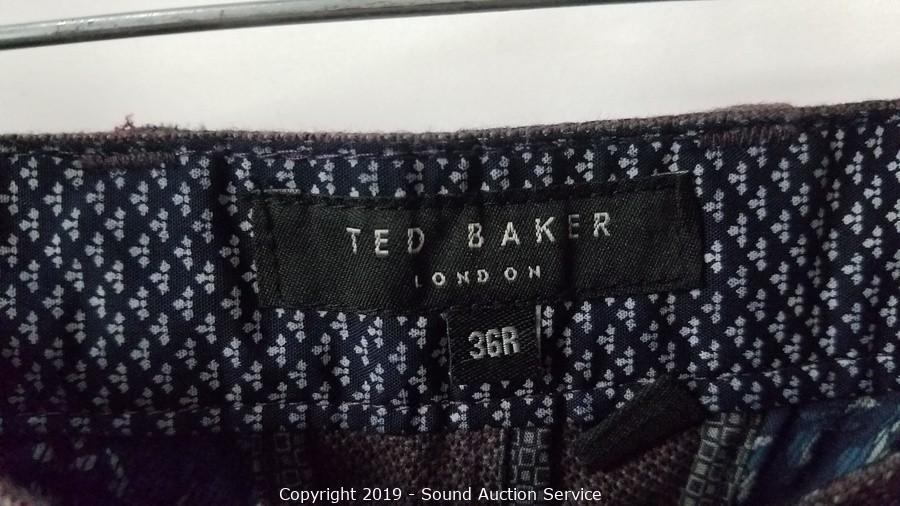 TED BAKER
LONDON
36R
Copyright 2019 - Sound Auction Service